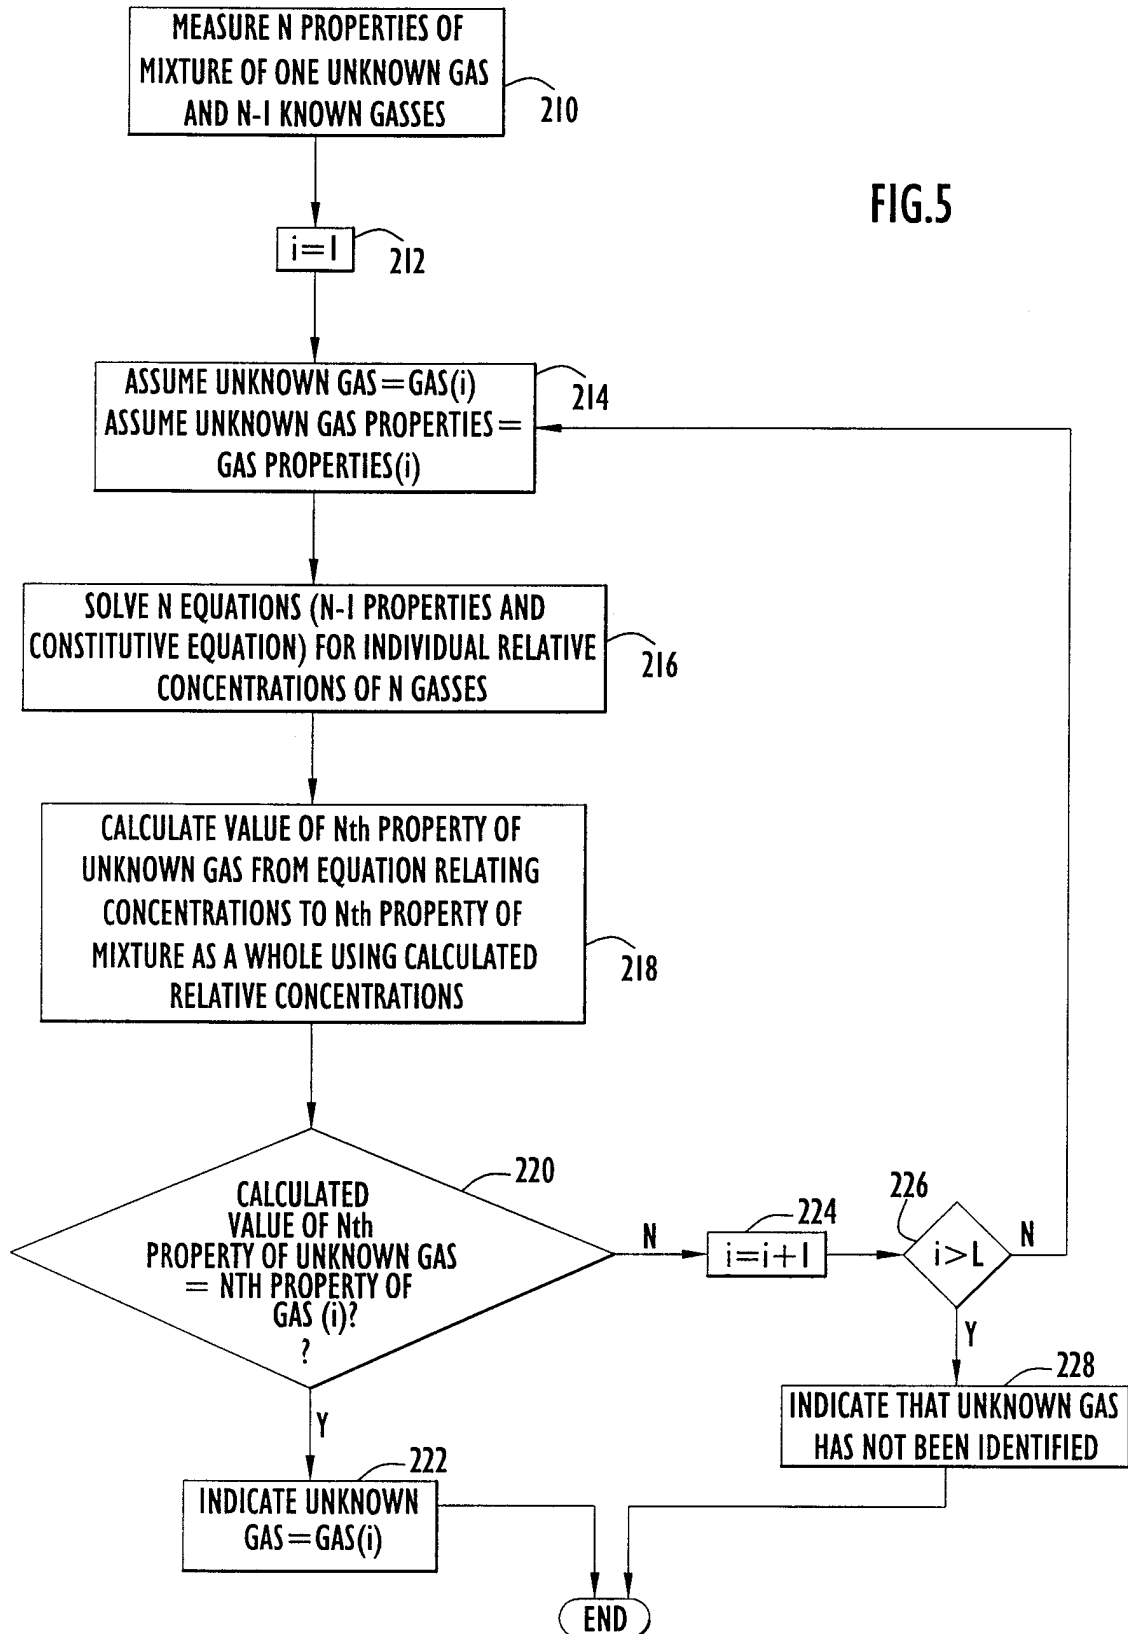 MEASURE N PROPERTIES OF
MIXTURE OF ONE UNKNOWN GAS
AND N-1 KNOWN GASSES
210
FIG.5
i=1
212
ASSUME UNKNOWN GAS=GAS(i)
ASSUME UNKNOWN GAS PROPERTIES=
GAS PROPERTIES(i)
214
SOLVE N EQUATIONS (N-1 PROPERTIES AND
CONSTITUTIVE EQUATION) FOR INDIVIDUAL RELATIVE
CONCENTRATIONS OF N GASSES
216
CALCULATE VALUE OF Nth PROPERTY OF
UNKNOWN GAS FROM EQUATION RELATING
CONCENTRATIONS TO Nth PROPERTY OF
MIXTURE AS A WHOLE USING CALCULATED
RELATIVE CONCENTRATIONS
218
CALCULATED
VALUE OF Nth
PROPERTY OF UNKNOWN GAS
= NTH PROPERTY OF
GAS (i)?
?
220
N
i=i+1
224
i>L
226
N
Y
Y
INDICATE THAT UNKNOWN GAS
HAS NOT BEEN IDENTIFIED
228
INDICATE UNKNOWN
GAS=GAS(i)
222
END